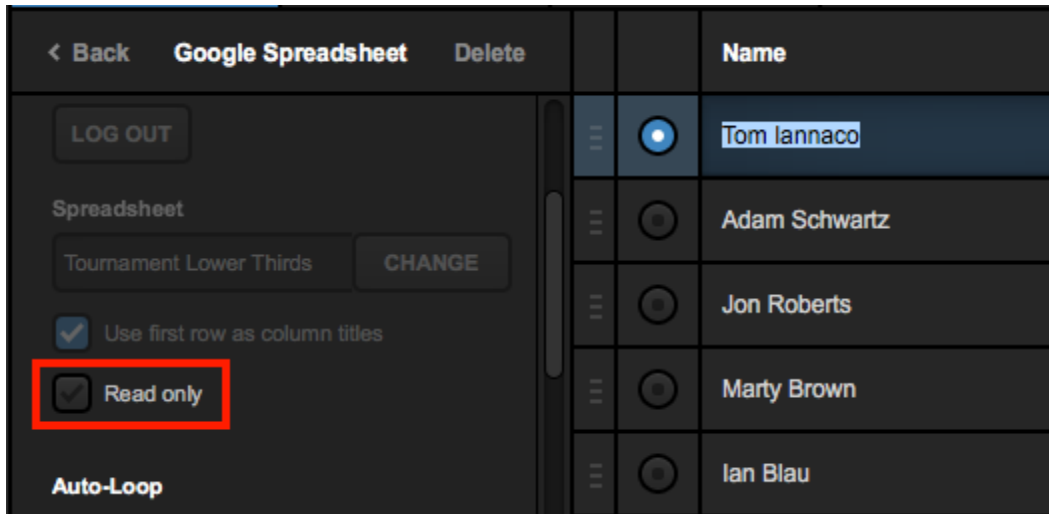 < Back Google Spreadsheet Delete
LOG OUT
Spreadsheet
Tournament Lower Thirds CHANGE
Use first row as column titles
Read only
Auto-Loop
Name
Tom Iannaco
Adam Schwartz
Jon Roberts
Marty Brown
Ian Blau